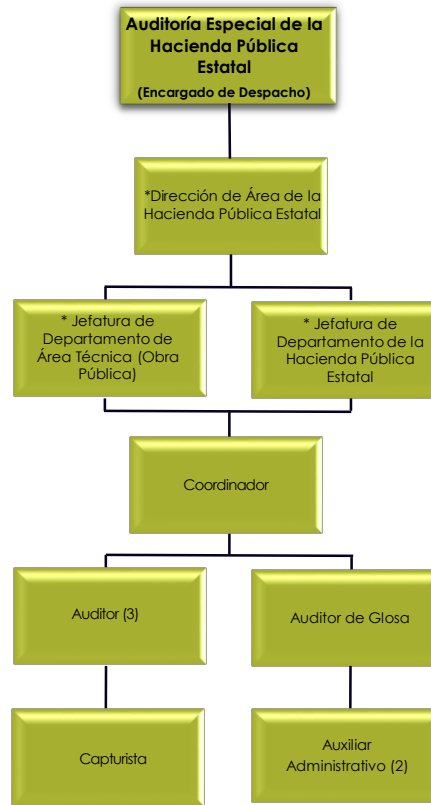 Auditoría Especial de la
Hacienda Pública
Estatal
(Encargado de Despacho)
*Dirección de Área de la
Hacienda Pública Estatal
* Jefatura de
Departamento de
Área Técnica (Obra
Pública)
* Jefatura de
Departamento de la
Hacienda Pública
Estatal
Coordinador
Auditor (3)
Auditor de Glosa
Capturista
Auxiliar
Administrativo (2)